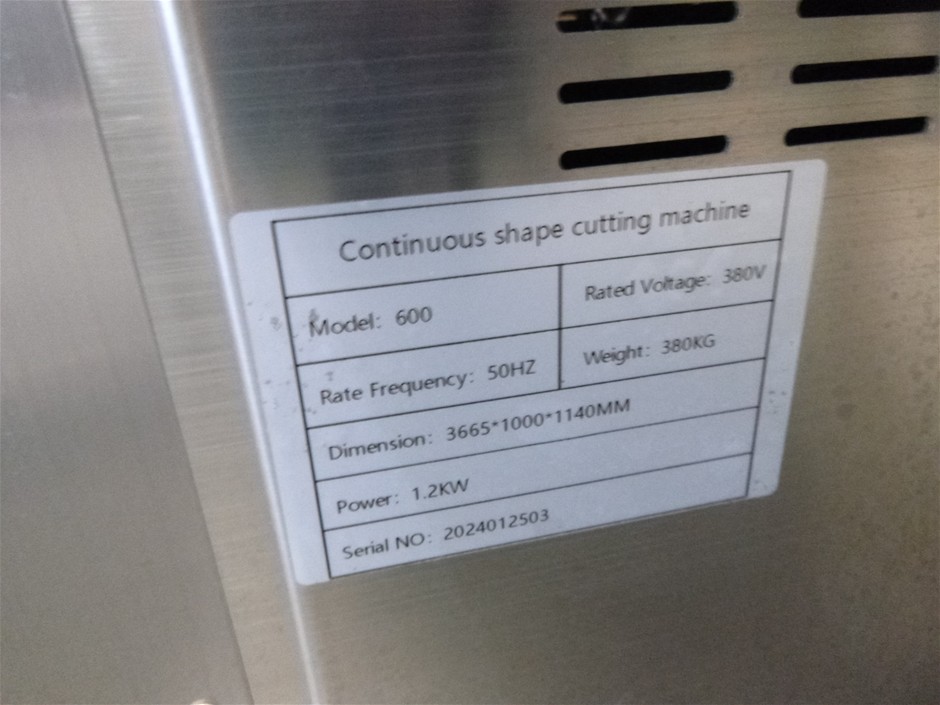 Continuous shape cutting machine
Model: 600
Rated Voltage: 380V
Rate Frequency: 50HZ
Weight: 380KG
Dimension: 3665*1000*1140MM
Power: 1.2KW
Serial NO: 2024012503